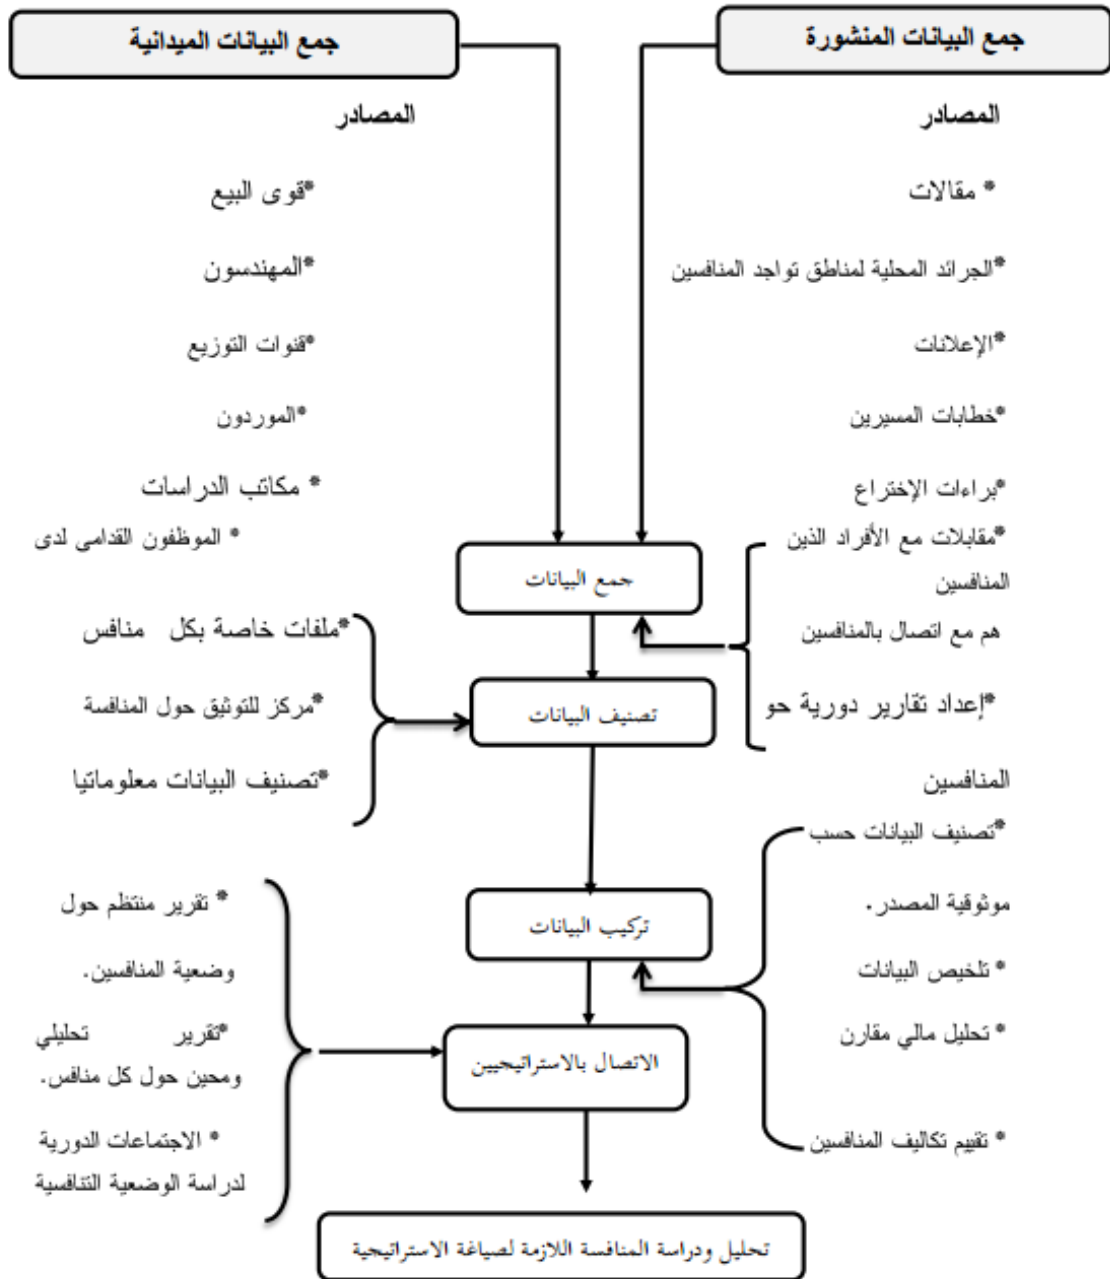 جمع البيانات المنشورة
المصادر
* مقالات
*الجرائد المحلية لمناطق تواجد المنافسين
*الإعلانات
*خطابات المسيرين
*براءات الإختراع
*مقابلات مع الأفراد الذين
المنافسين
هم مع اتصال بالمنافسين
*إعداد تقارير دورية حو
المنافسين
جمع البيانات الميدانية
المصادر
*قوى البيع
*المهندسون
*قنوات التوزيع
*الموردون
* مكاتب الدراسات
* الموظفون القدامى لدى
جمع البيانات
*ملفات خاصة بكل منافس
*مركز للتوثيق حول المنافسة
*تصنيف البيانات معلوماتيا
تصنيف البيانات
*تصنيف البيانات حسب
موثوقية المصدر.
* تلخيص البيانات
* تحليل مالي مقارن
* تقييم تكاليف المنافسين
تركيب البيانات
* تقرير منتظم حول
وضعية المنافسين.
*تقرير تحليلي
ومحين حول كل منافس.
* الاجتماعات الدورية
لدراسة الوضعية التنافسية
الاتصال بالاستراتيجيين
تحليل ودراسة المنافسة اللازمة لصياغة الاستراتيجية